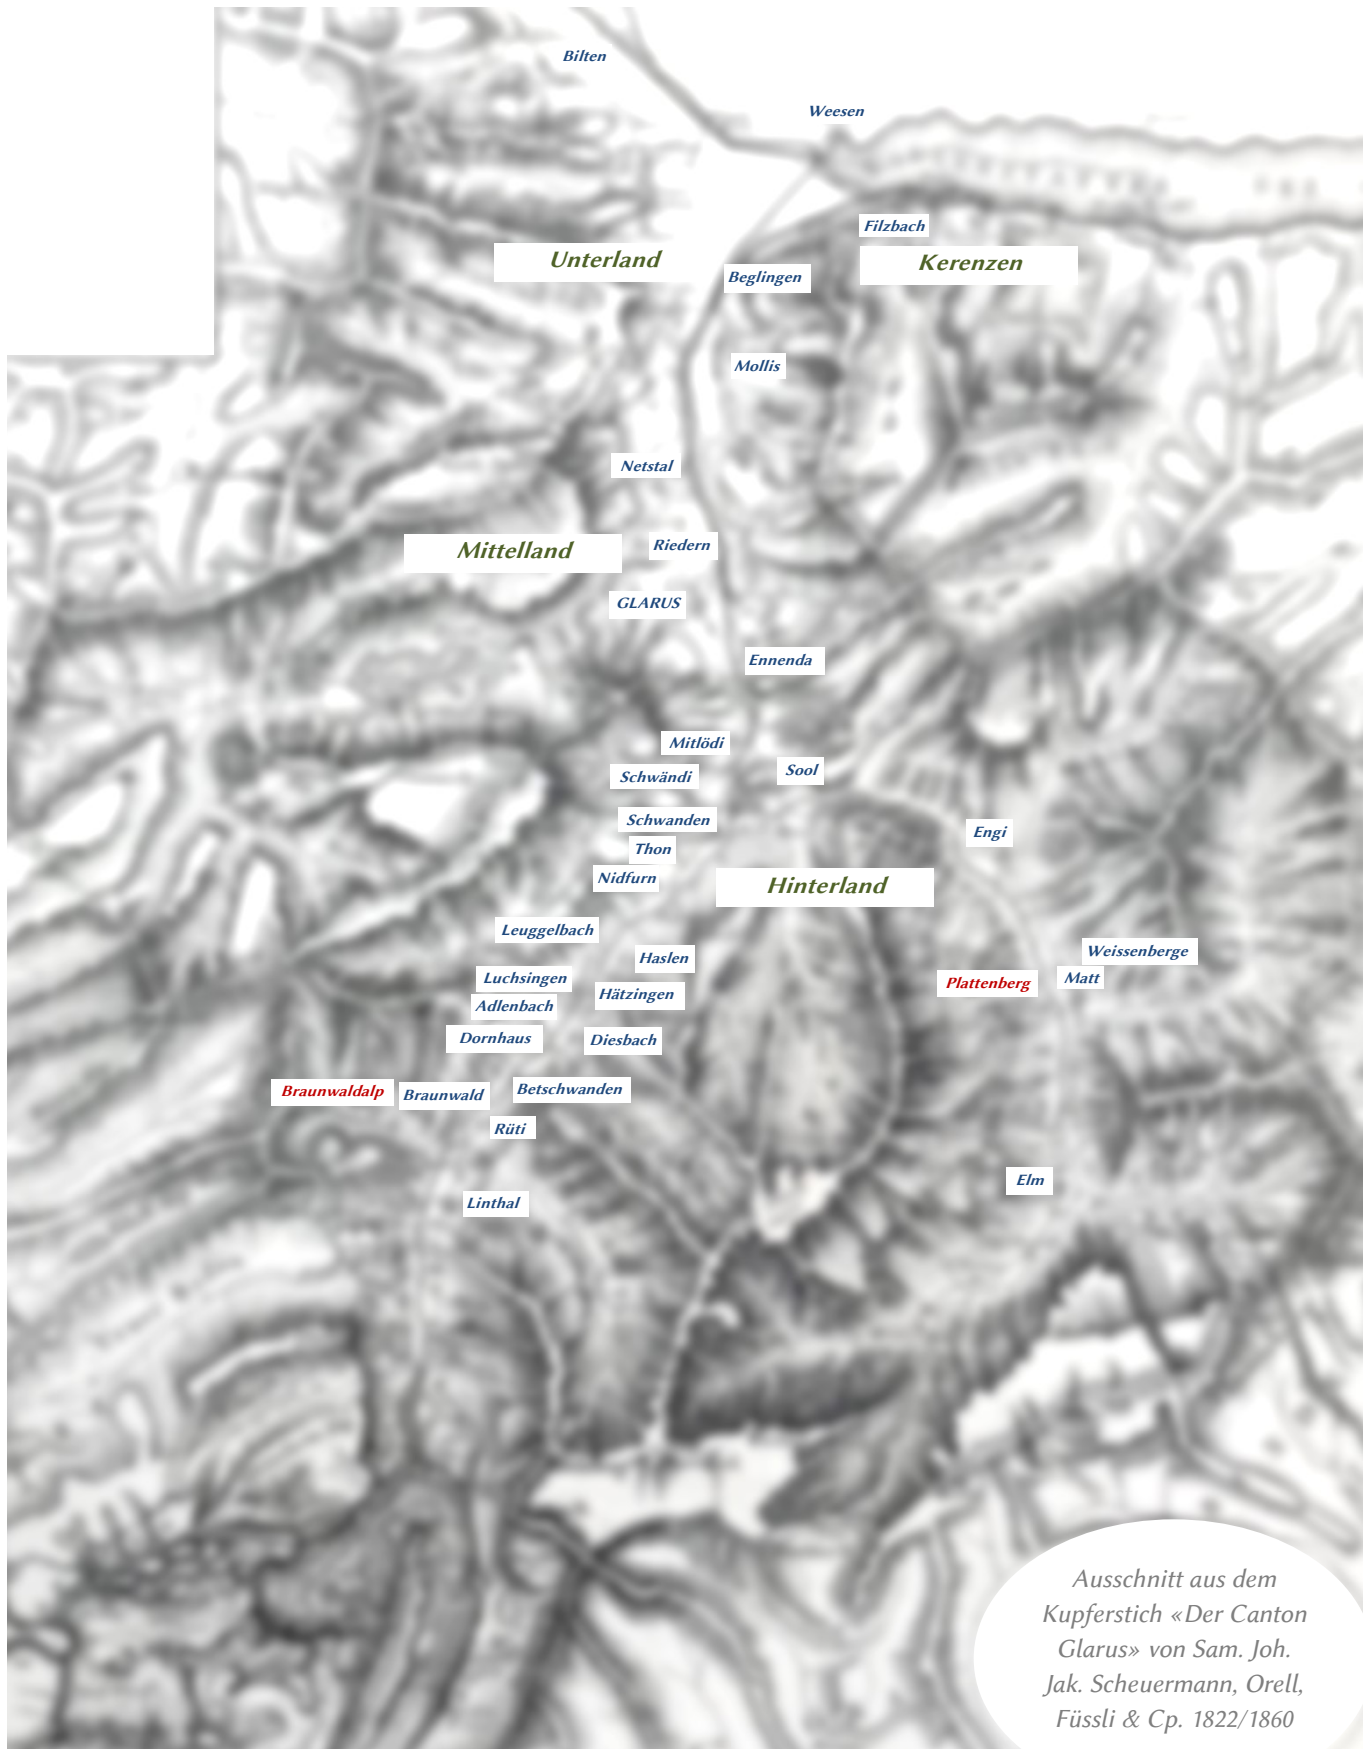 Bilten
Weesen
Filzbach
Unterland
Kerenzen
Beglingen
Mollis
Netstal
Riedern
Mittelland
GLARUS
Ennenda
Mitlödi
Sool
Schwändi
Schwanden
Engi
Thon
Nidfurn
Hinterland
Leuggelbach
Weissenberge
Haslen
Luchsingen
Matt
Plattenberg
Hätzingen
Adlenbach
Dornhaus
Diesbach
Braunwaldalp
Braunwald
Betschwanden
Rüti
Elm
Linthal
Ausschnitt aus dem
Kupferstich «Der Canton
Glarus» von Sam. Joh.
Jak. Scheuermann, Orell,
Füssli & Cp. 1822/1860